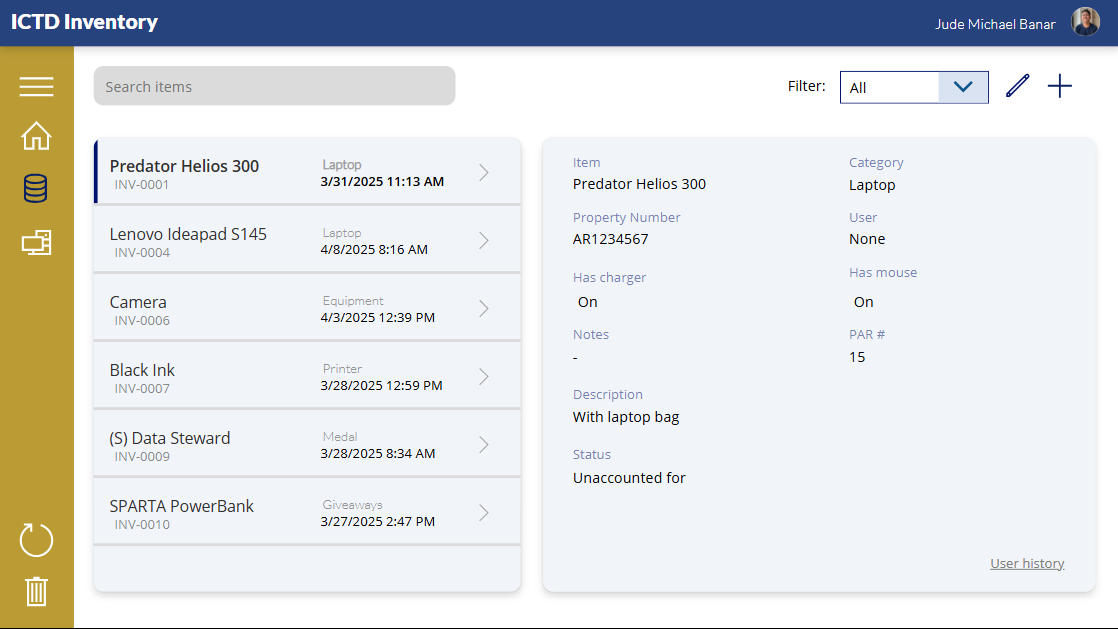 ICTD Inventory
Jude Michael Banar
Search items
Filter:
All
Predator Helios 300
INV-0001
Laptop
3/31/2025 11:13 AM
Lenovo Ideapad S145
INV-0004
Laptop
4/8/2025 8:16 AM
Camera
INV-0006
Equipment
4/3/2025 12:39 PM
Black Ink
INV-0007
Printer
3/28/2025 12:59 PM
(S) Data Steward
INV-0009
Medal
3/28/2025 8:34 AM
SPARTA PowerBank
INV-0010
Giveaways
3/27/2025 2:47 PM
Item
Predator Helios 300
Category
Laptop
Property Number
AR1234567
User
None
Has charger
On
Has mouse
On
Notes
-
PAR #
15
Description
With laptop bag
Status
Unaccounted for
User history